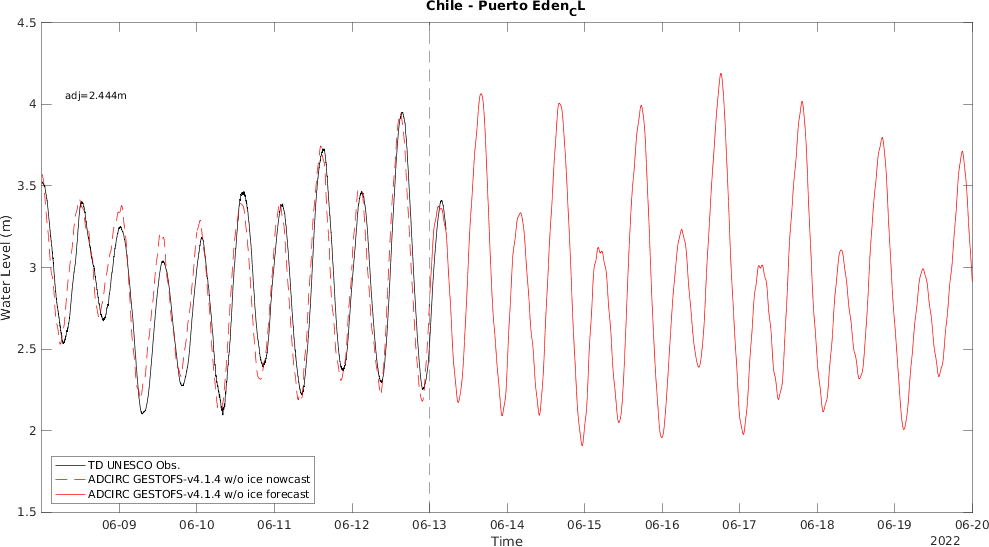 Chile - Puerto Eden_CL
4.5
4
3.5
3
2.5
2
1.5
adj=2.444m
Water Level (m)
TD UNESCO Obs.
ADCIRC GESTOFS-v4.1.4 w/o ice nowcast
ADCIRC GESTOFS-v4.1.4 w/o ice forecast
06-09 06-10 06-11 06-12 06-13 06-14 06-15 06-16 06-17 06-18 06-19 06-20
Time
2022